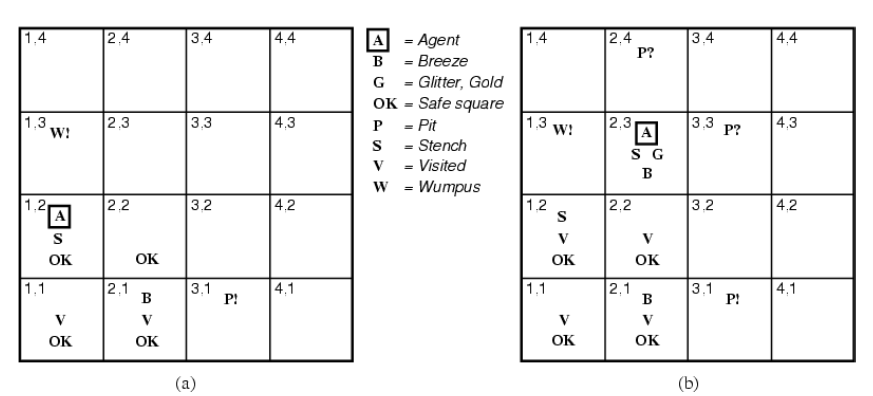 1,4 2,4 3,4 4,4
1,3 W! 2,3 3,3 4,3
1,2 A 2,2 3,2 4,2
S
OK OK
1,1 2,1 B 3,1 P! 4,1
V V
OK OK
(a)
A = Agent
B = Breeze
G = Glitter, Gold
OK = Safe square
P = Pit
S = Stench
V = Visited
W = Wumpus
1,4 2,4 P? 3,4 4,4
1,3 W! 2,3 A 3,3 P? 4,3
S G
B
1,2 S 2,2 3,2 4,2
V V
OK OK
1,1 2,1 B 3,1 P! 4,1
V V
OK OK
(b)